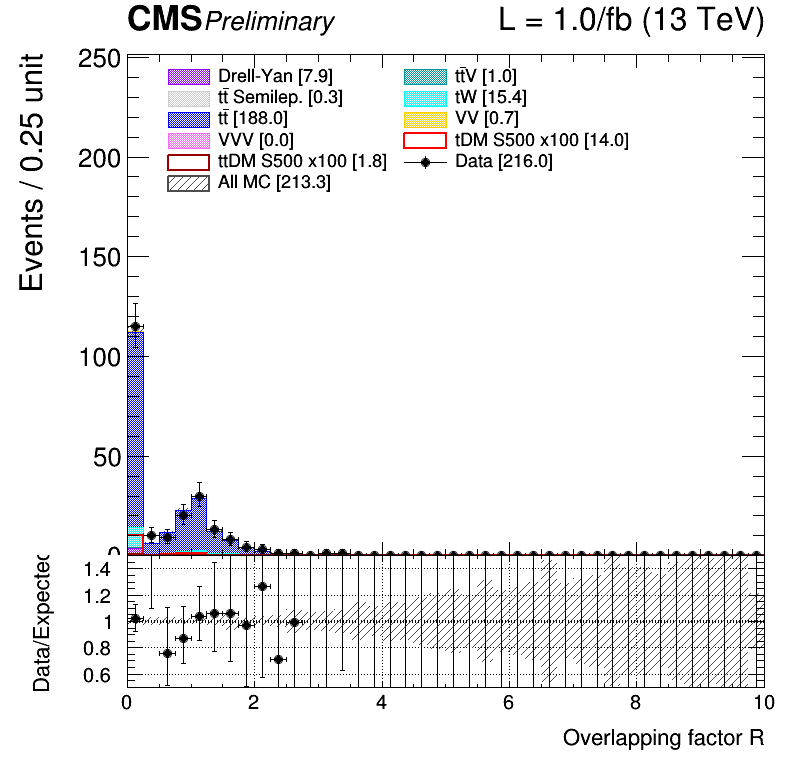 CMS Preliminary L = 1.0/fb (13 TeV)
Events / 0.25 unit
250
200
150
100
50
0
Drell-Yan [7.9]
tt̄ Semilep. [0.3]
tt̄ [188.0]
VVV [0.0]
ttDM S500 x100 [1.8]
All MC [213.3]
tt̄V [1.0]
tW [15.4]
VV [0.7]
tDM S500 x100 [14.0]
Data [216.0]
Data/Expected
1.4
1.2
1
0.8
0.6
0 2 4 6 8 10
Overlapping factor R